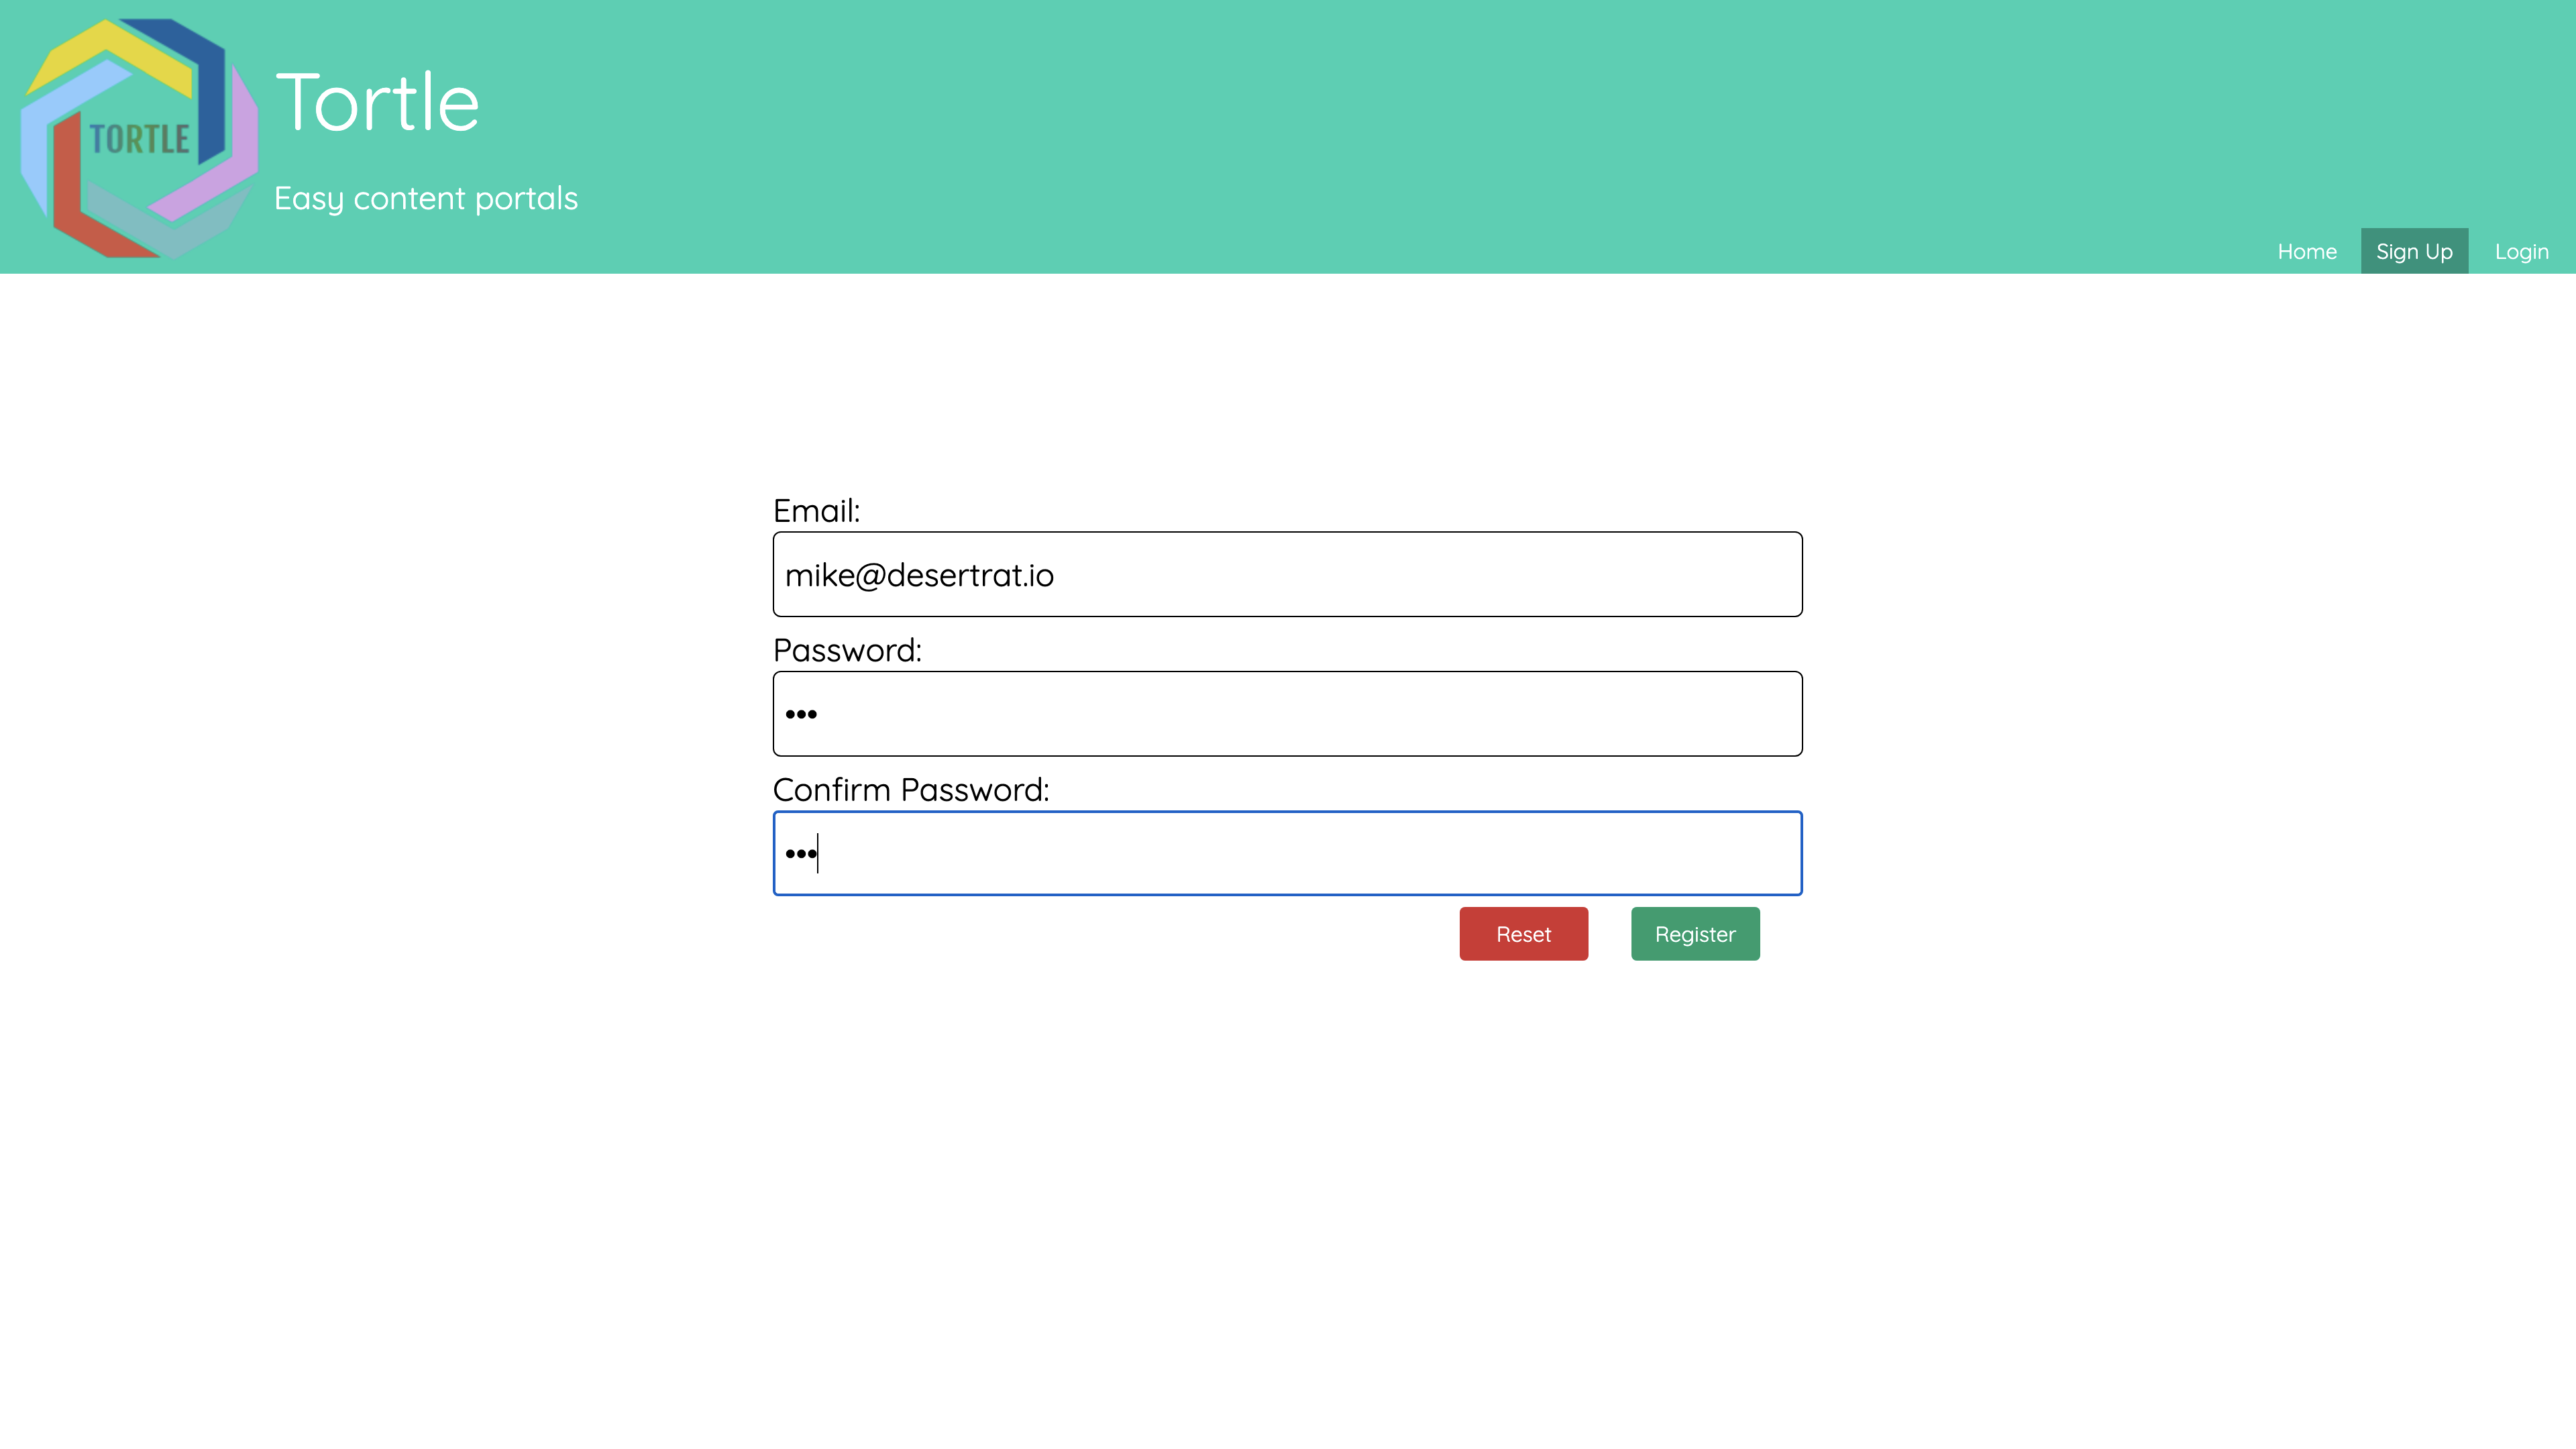 TORTLE
Tortle
Easy content portals
Home Sign Up Login
Email:
mike@desertrat.io
Password:
•••
Confirm Password:
•••
Reset Register